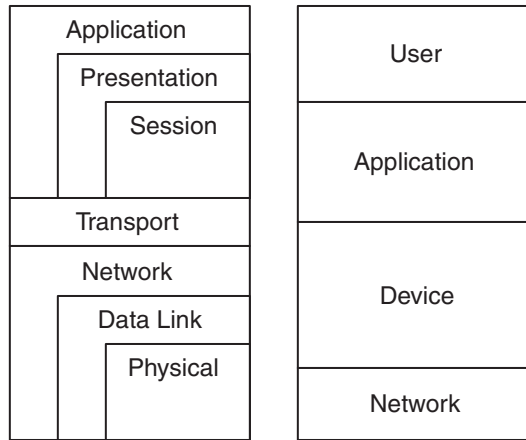 Application
Presentation
Session
Transport
Network
Data Link
Physical
User
Application
Device
Network